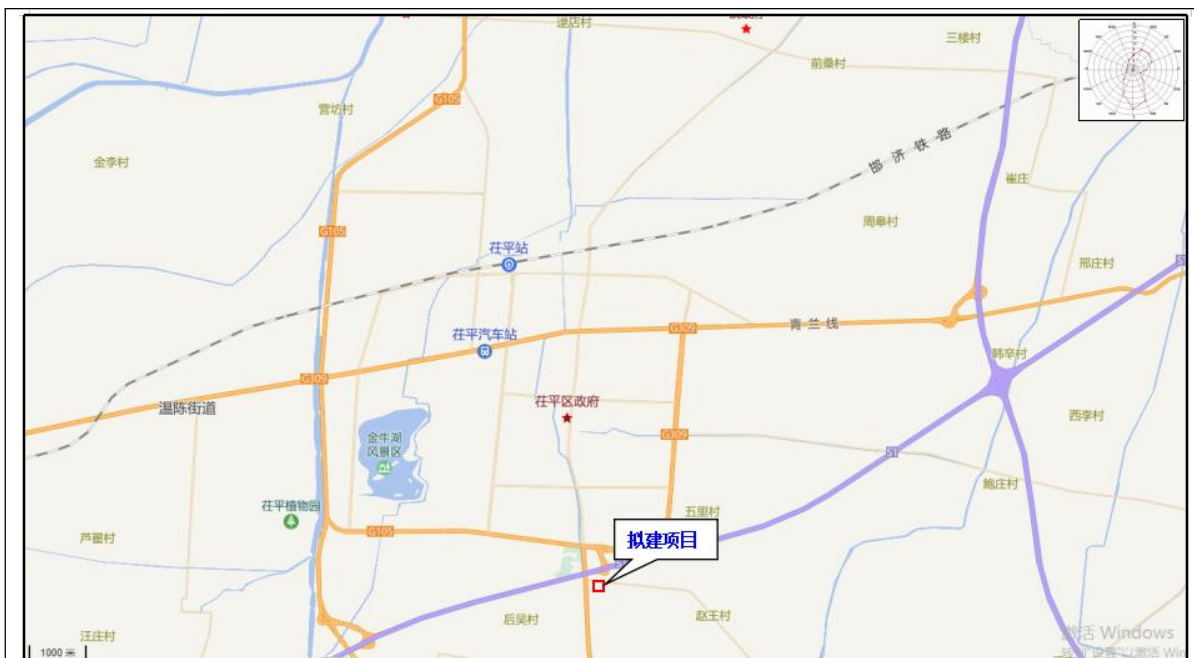 逯店村
三楼村
前桑村
G105
营坊村
邯济铁路
金李村
崔庄
周皋村
G105
茌平站
邢庄村
青兰线
G309
茌平汽车站
韩辛村
G309
茌平区政府
温陈街道
西李村
金牛湖
风景区
G309
鲍庄村
茌平植物园
五里村
G105
芦翟村
拟建项目
后吴村
赵王村
汪庄村
1000 米
激活 Windows